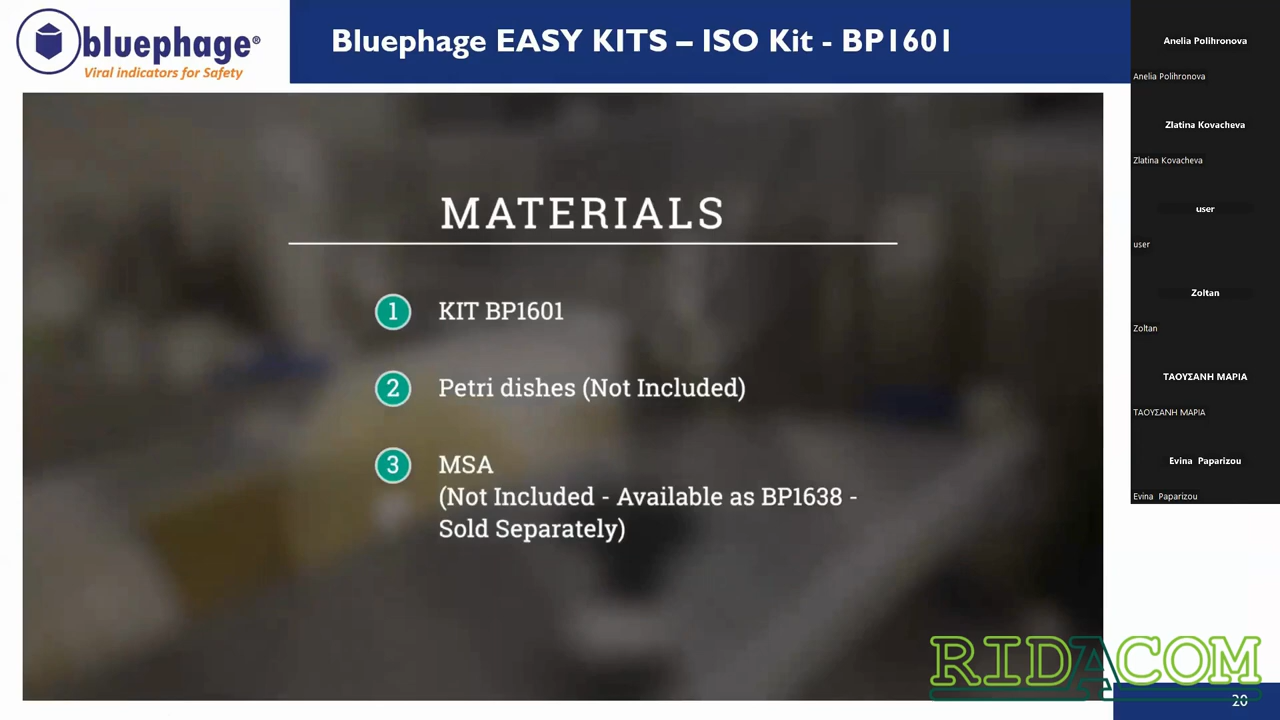 bluephage®
Viral indicators for Safety
Bluephage EASY KITS – ISO Kit - BP1601
MATERIALS
1 KIT BP1601
2 Petri dishes (Not Included)
3 MSA
(Not Included - Available as BP1638 -
Sold Separately)
Anelia Polihronova
Anelia Polihronova
Zlatina Kovacheva
Zlatina Kovacheva
user
user
Zoltan
Zoltan
ΤΑΟΥΣΑΝΗ ΜΑΡΙΑ
ΤΑΟΥΣΑΝΗ ΜΑΡΙΑ
Evina Paparizou
Evina Paparizou
RIDACOM
20